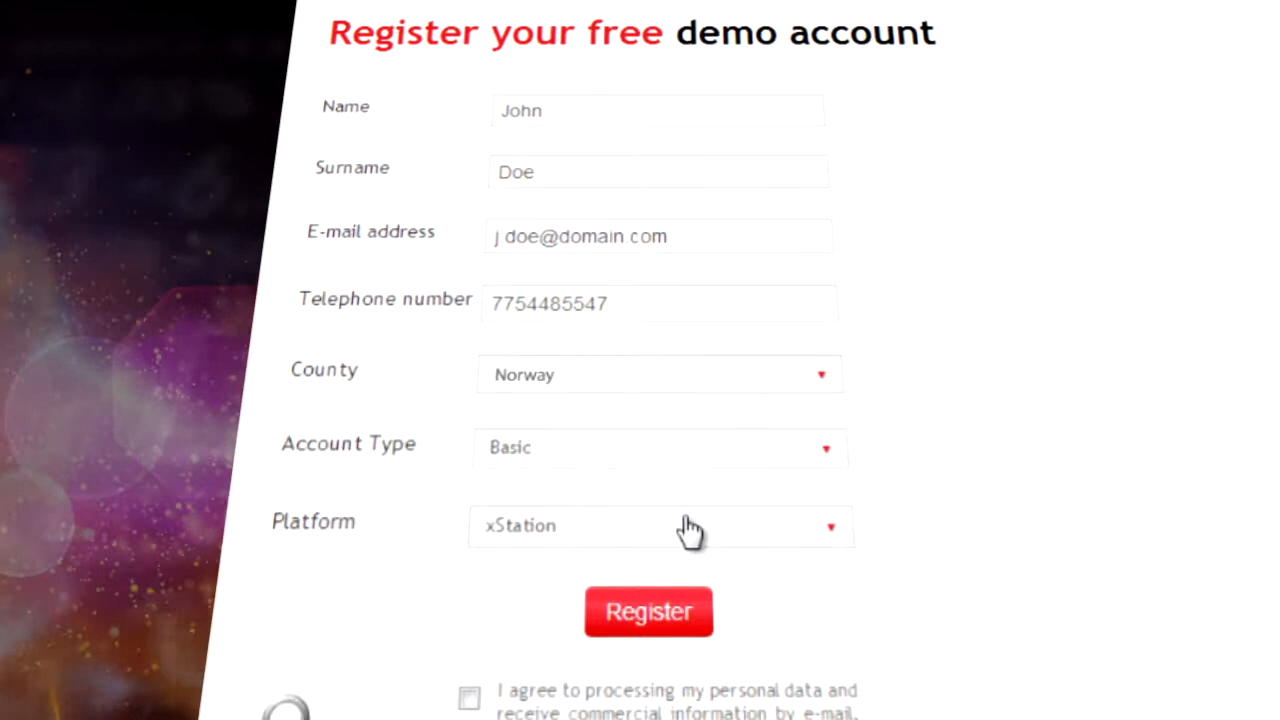 Register your free demo account
Name
John
Surname
Doe
E-mail address
j doe@domain.com
Telephone number
7754485547
County
Norway
Account Type
Basic
Platform
xStation
Register
I agree to processing my personal data and
receive commercial information by e-mail.